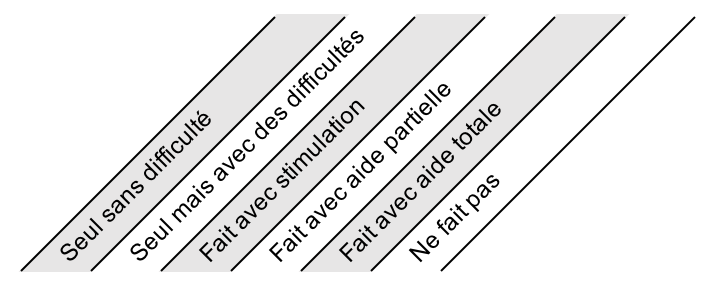 Seul sans difficulté
Seul mais avec des difficultés
Fait avec stimulation
Fait avec aide partielle
Fait avec aide totale
Ne fait pas